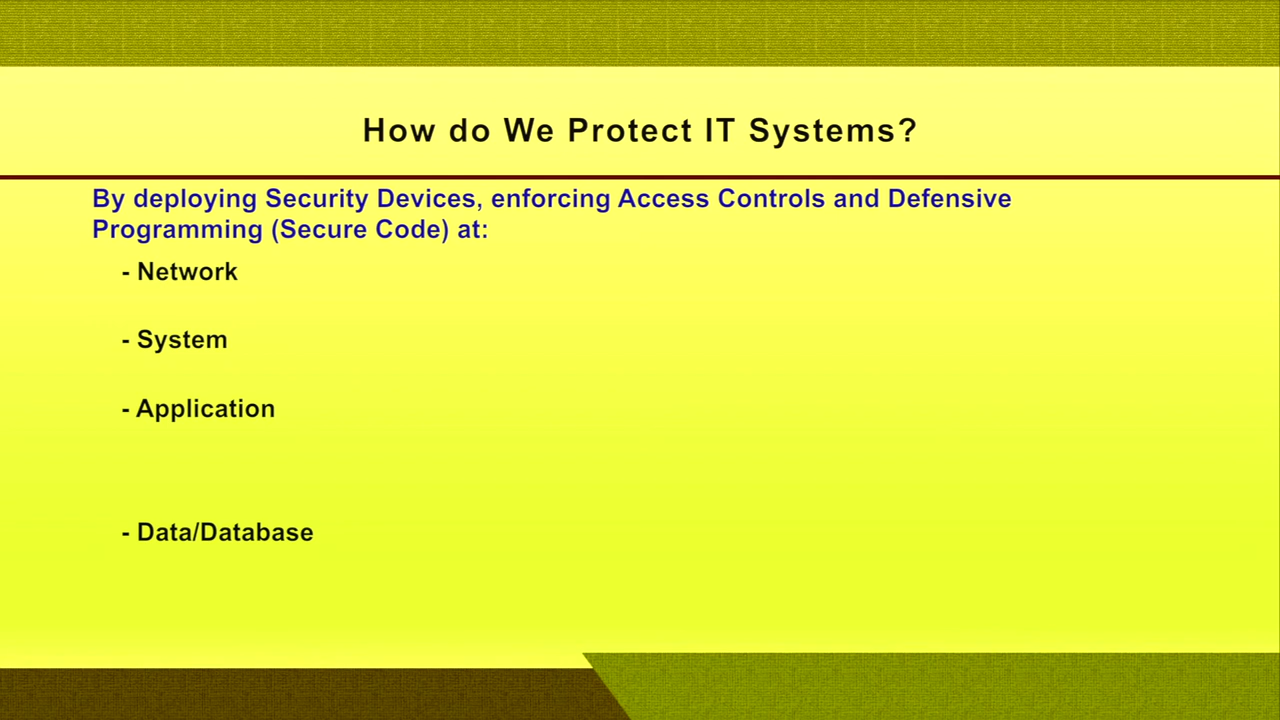 How do We Protect IT Systems?
By deploying Security Devices, enforcing Access Controls and Defensive
Programming (Secure Code) at:
- Network
- System
- Application
- Data/Database